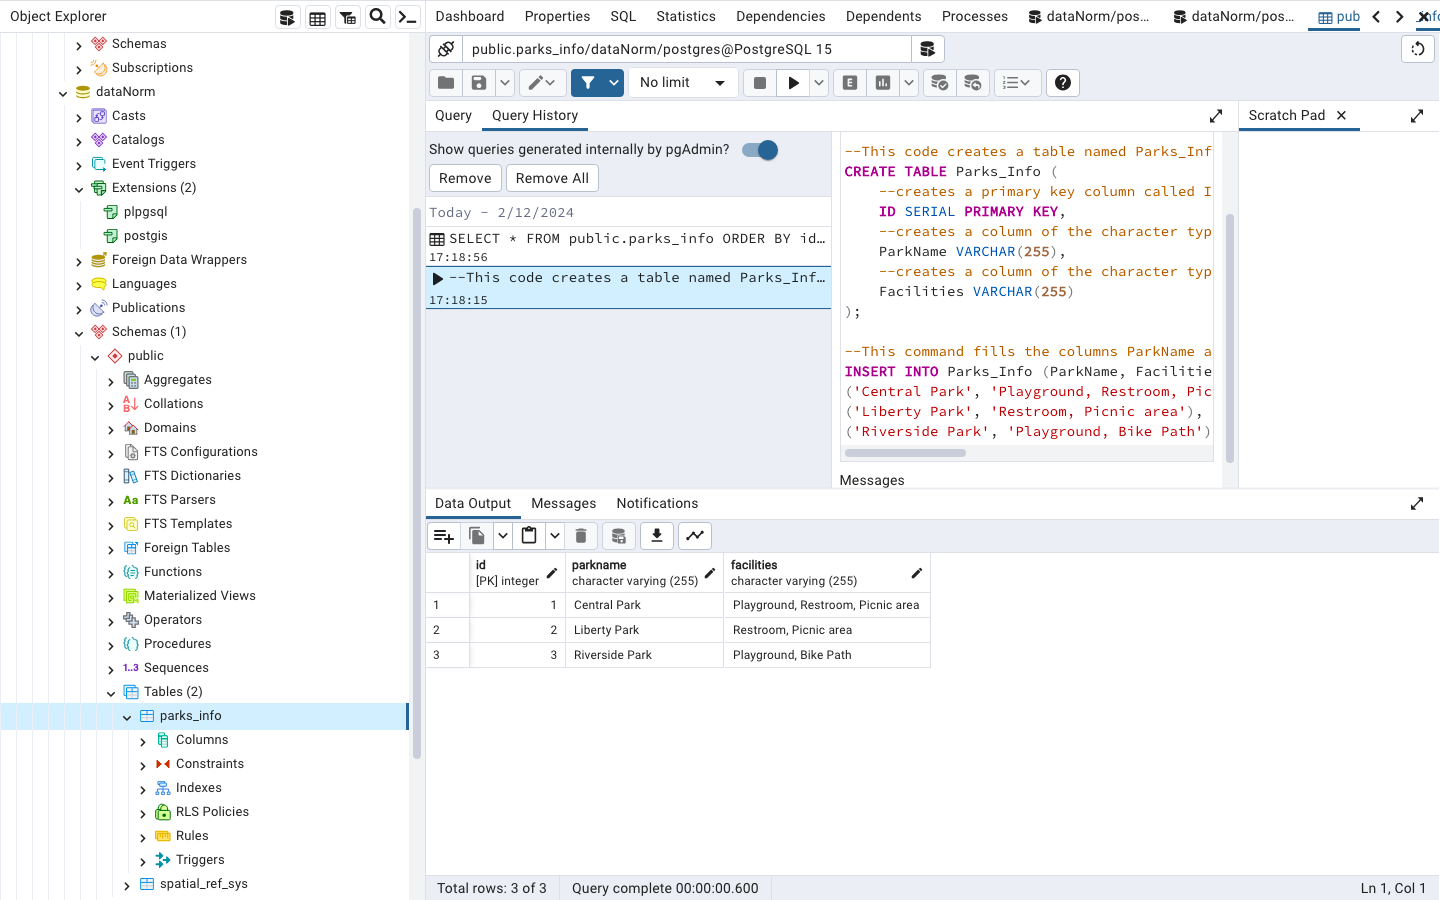 Object Explorer
Schemas
Subscriptions
dataNorm
Casts
Catalogs
Event Triggers
Extensions (2)
plpgsql
postgis
Foreign Data Wrappers
Languages
Publications
Schemas (1)
public
Aggregates
Collations
Domains
FTS Configurations
FTS Dictionaries
Aa FTS Parsers
FTS Templates
Foreign Tables
Functions
Materialized Views
Operators
Procedures
1..3 Sequences
Tables (2)
parks_info
Columns
Constraints
Indexes
RLS Policies
Rules
Triggers
spatial_ref_sys
Dashboard Properties SQL Statistics Dependencies Dependents Processes dataNorm/pos... dataNorm/pos... pub
public.parks_info/dataNorm/postgres@PostgreSQL 15
No limit
E
Query Query History
Show queries generated internally by pgAdmin?
Remove Remove All
Today - 2/12/2024
SELECT * FROM public.parks_info ORDER BY id…
17:18:56
--This code creates a table named Parks_Inf…
17:18:15
--This code creates a table named Parks_Inf
CREATE TABLE Parks_Info (
--creates a primary key column called I
ID SERIAL PRIMARY KEY,
--creates a column of the character typ
ParkName VARCHAR(255),
--creates a column of the character typ
Facilities VARCHAR(255)
);
--This command fills the columns ParkName a
INSERT INTO Parks_Info (ParkName, Facilitie
('Central Park', 'Playground, Restroom, Pic
('Liberty Park', 'Restroom, Picnic area'),
('Riverside Park', 'Playground, Bike Path')
Messages
Scratch Pad
Data Output Messages Notifications
id parkname facilities
[PK] integer character varying (255) character varying (255)
1 1 Central Park Playground, Restroom, Picnic area
2 2 Liberty Park Restroom, Picnic area
3 3 Riverside Park Playground, Bike Path
Total rows: 3 of 3 Query complete 00:00:00.600 Ln 1, Col 1